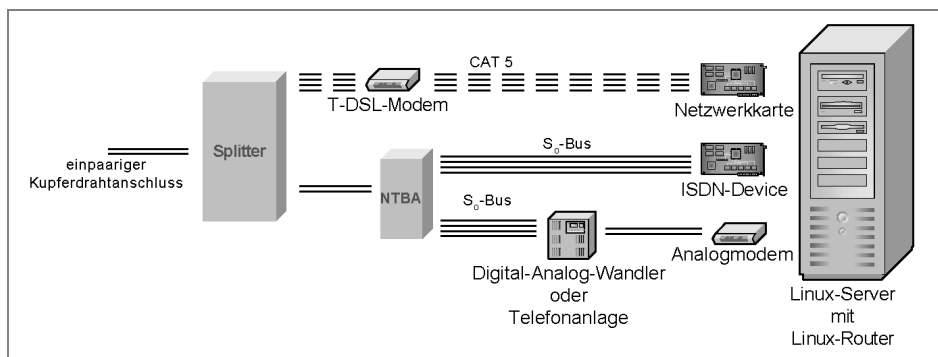 CAT 5
T-DSL-Modem
Netzwerkkarte
einpaariger
Kupferdrahtanschluss
Splitter
S₀-Bus
NTBA
ISDN-Device
S₀-Bus
Analogmodem
Digital-Analog-Wandler
oder
Telefonanlage
Linux-Server
mit
Linux-Router